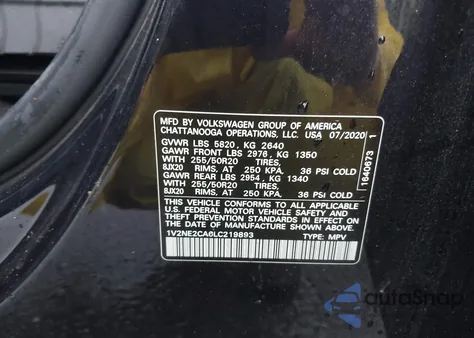 MFD BY VOLKSWAGEN GROUP OF AMERICA
CHATTANOOGA OPERATIONS, LLC. USA 07/2020
GVWR LBS 5820, KG 2640
GAWR FRONT LBS 2976, KG 1350
WITH 255/50R20 TIRES,
8JX20 RIMS, AT 250 KPA, 36 PSI COLD
GAWR REAR LBS 2954, KG 1340
WITH 255/50R20 TIRES,
8JX20 RIMS, AT 250 KPA, 36 PSI COLD
THIS VEHICLE CONFORMS TO ALL APPLICABLE
U.S. FEDERAL MOTOR VEHICLE SAFETY STANDARDS
AND THEFT PREVENTION STANDARDS IN EFFECT ON
THE DATE OF MANUFACTURE SHOWN ABOVE.
1V2NE2CA6LC219893 TYPE: MPV
1840673 1
autoSnap